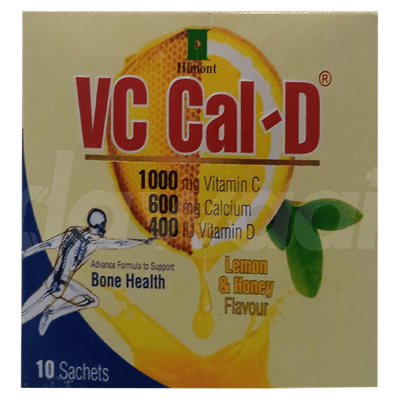 Himont
VC Cal-D®
1000 mg Vitamin C
600 mg Calcium
400 IU Vitamin D
Advance Formula to Support
Bone Health
Lemon
& Honey
Flavour
10 Sachets